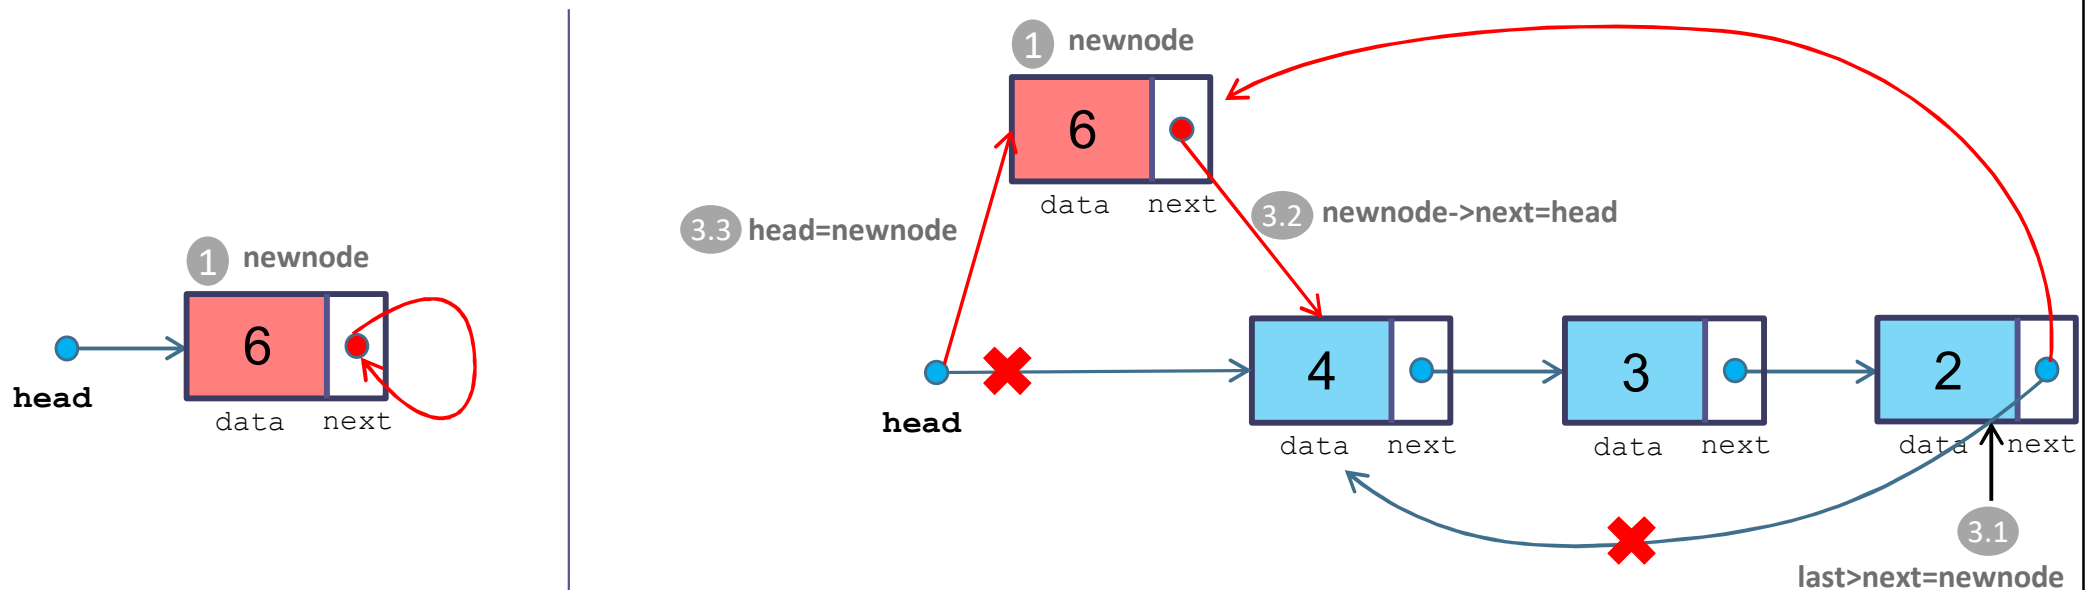 1 newnode
6
data next
head
1 newnode
6
data next
3.3 head=newnode
3.2 newnode->next=head
head
4
data next
3
data next
2
data next
3.1
last>next=newnode